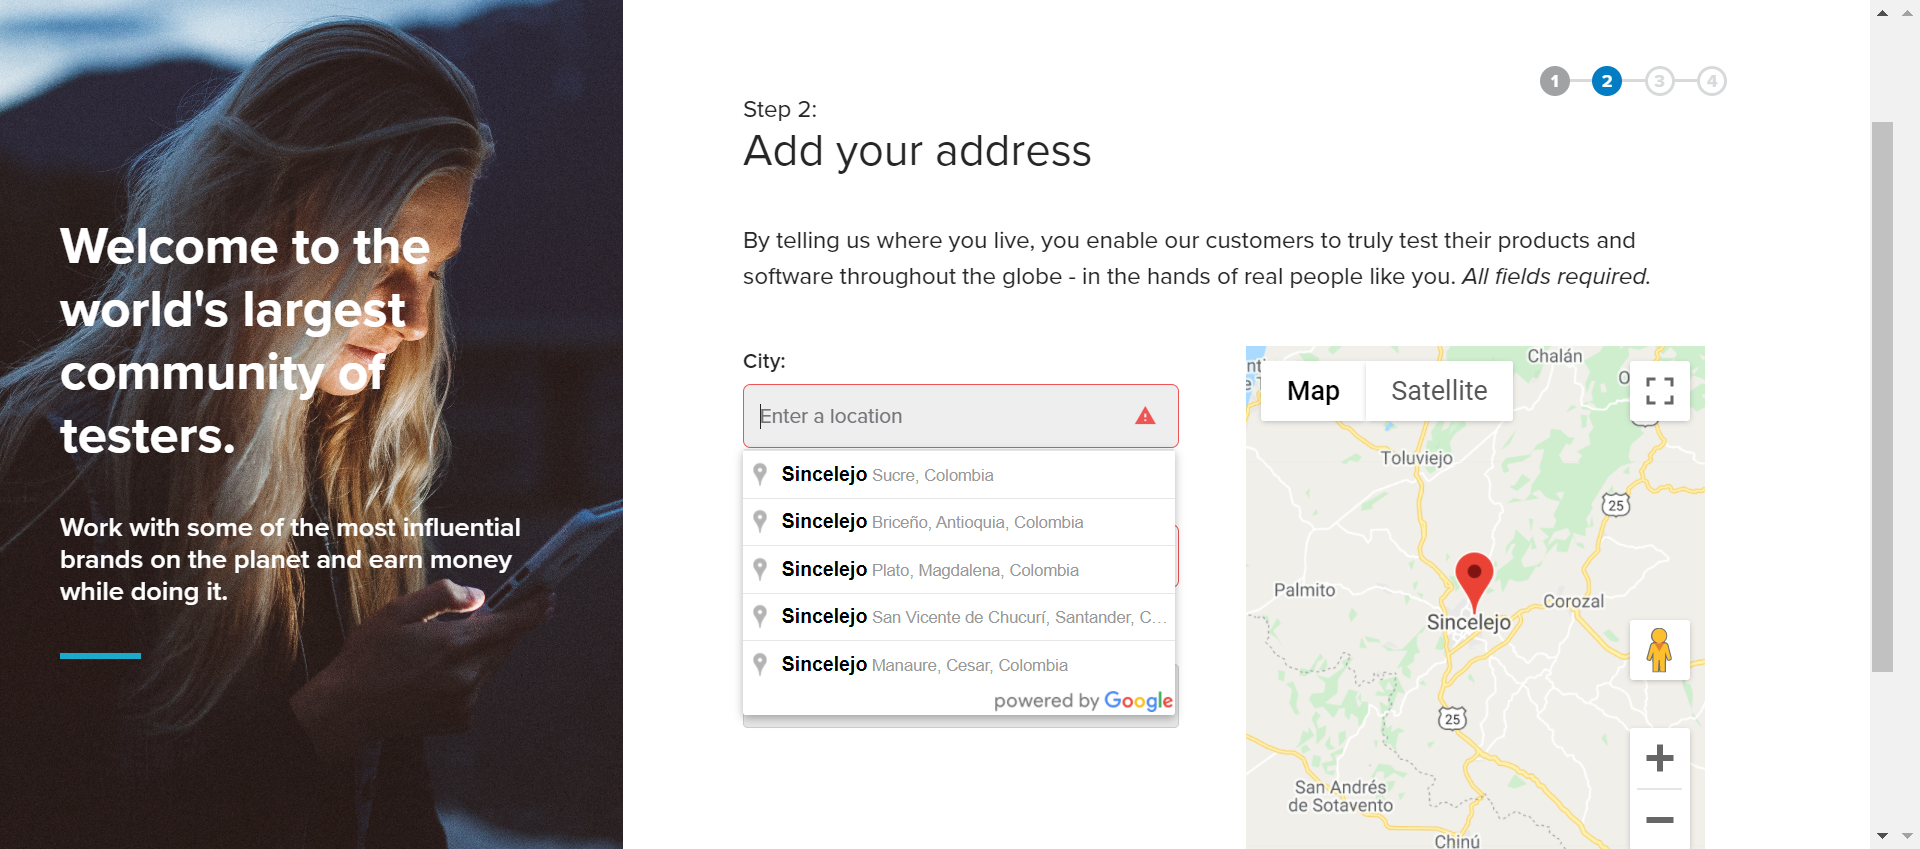 Welcome to the
world's largest
community of
testers.
Work with some of the most influential
brands on the planet and earn money
while doing it.
1 2 3 4
Step 2:
Add your address
By telling us where you live, you enable our customers to truly test their products and
software throughout the globe - in the hands of real people like you. All fields required.
City:
Enter a location
Sincelejo Sucre, Colombia
Sincelejo Briceño, Antioquia, Colombia
Sincelejo Plato, Magdalena, Colombia
Sincelejo San Vicente de Chucurí, Santander, C...
Sincelejo Manaure, Cesar, Colombia
powered by Google
Map Satellite
Chalán
Toluviejo
25
Palmito
Corozal
Sincelejo
25
San Andrés
de Sotavento
Chinú